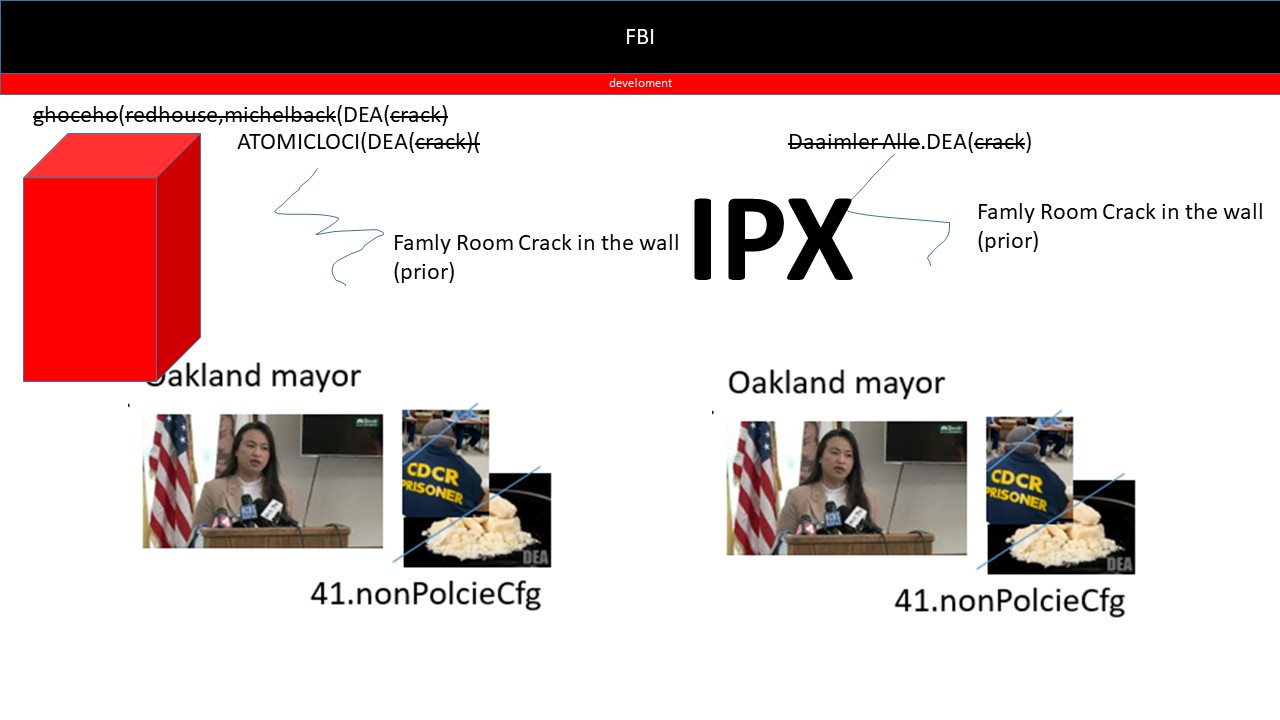 FBI
develoment
ghoceho(redhouse,michelback(DEA(crack)
ATOMICLOCI(DEA(crack)(
Daaimler Alle.DEA(crack)
IPX
Famly Room Crack in the wall
(prior)
Famly Room Crack in the wall
(prior)
Oakland mayor
Oakland mayor
CDCR
PRISONER
DEA
CDCR
PRISONER
DEA
41.nonPolcieCfg
41.nonPolcieCfg